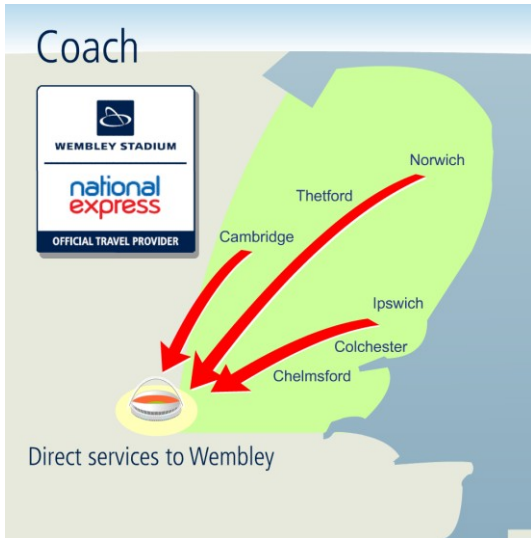 Coach
WEMBLEY STADIUM
national
express
OFFICIAL TRAVEL PROVIDER
Norwich
Thetford
Cambridge
Ipswich
Colchester
Chelmsford
Direct services to Wembley